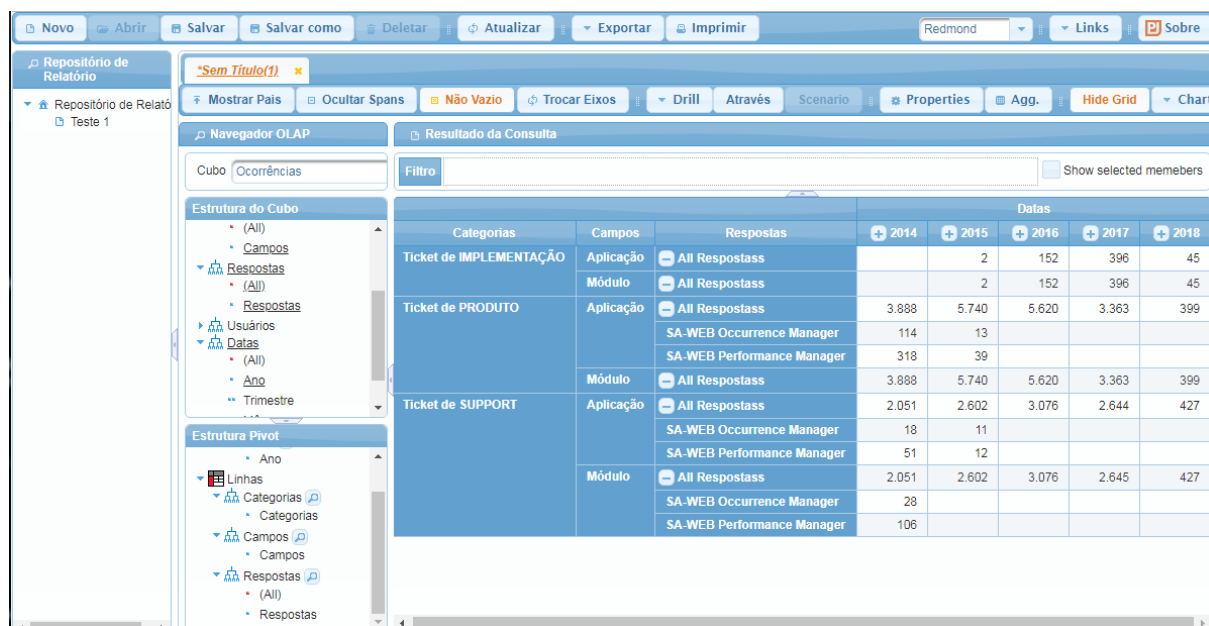 Novo Abrir Salvar Salvar como Deletar Atualizar Exportar Imprimir Redmond Links Sobre
Repositório de
Relatório
Repositório de Relató
Teste 1
*Sem Título(1)
Mostrar Pais Ocultar Spans Não Vazio Trocar Eixos Drill Através Scenario Properties Agg. Hide Grid Chart
Navegador OLAP
Cubo Ocorrências
Estrutura do Cubo
(All)
Campos
Respostas
(All)
Respostas
Usuários
Datas
(All)
Ano
Trimestre
Estrutura Pivot
Ano
Linhas
Categorias
Categorias
Campos
Campos
Respostas
(All)
Respostas
Resultado da Consulta
Filtro Show selected memebers
Datas
Categorias Campos Respostas 2014 2015 2016 2017 2018
Ticket de IMPLEMENTAÇÃO Aplicação All Respostass 2 152 396 45
Módulo All Respostass 2 152 396 45
Ticket de PRODUTO Aplicação All Respostass 3.888 5.740 5.620 3.363 399
SA-WEB Occurrence Manager 114 13
SA-WEB Performance Manager 318 39
Módulo All Respostass 3.888 5.740 5.620 3.363 399
Ticket de SUPPORT Aplicação All Respostass 2.051 2.602 3.076 2.644 427
SA-WEB Occurrence Manager 18 11
SA-WEB Performance Manager 51 12
Módulo All Respostass 2.051 2.602 3.076 2.645 427
SA-WEB Occurrence Manager 28
SA-WEB Performance Manager 106